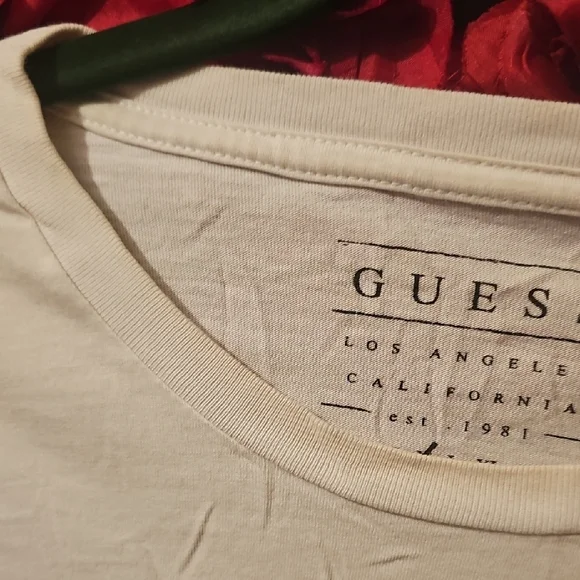 GUES
LOS ANGELE
CALIFORNIA
est . 1981